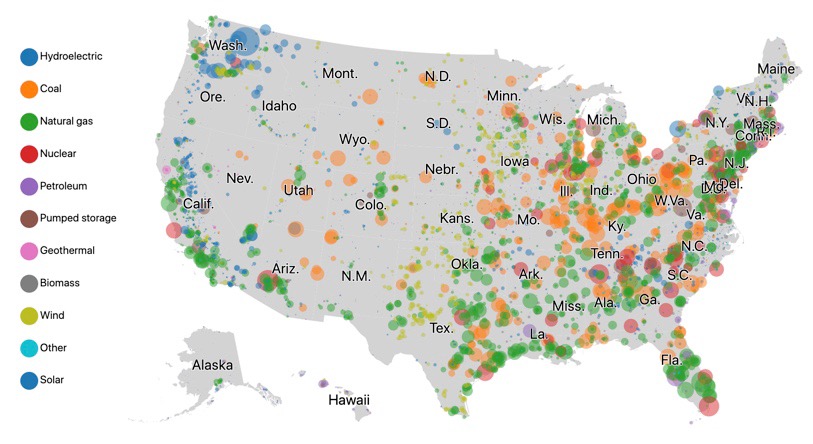 Hydroelectric
Coal
Natural gas
Nuclear
Petroleum
Pumped storage
Geothermal
Biomass
Wind
Other
Solar
Wash.
Mont.
N.D.
Minn.
Maine
Ore.
Idaho
Wis.
Mich.
N.H.
N.Y.
Mass.
Conn.
S.D.
Wyo.
Nebr.
Iowa
Pa.
N.J.
Nev.
Utah
Colo.
Ill.
Ind.
Ohio
Del.
Calif.
Kans.
Mo.
Ky.
W.Va.
Va.
Ariz.
N.M.
Okla.
Ark.
Tenn.
N.C.
S.C.
Tex.
La.
Miss.
Ala.
Ga.
Fla.
Alaska
Hawaii